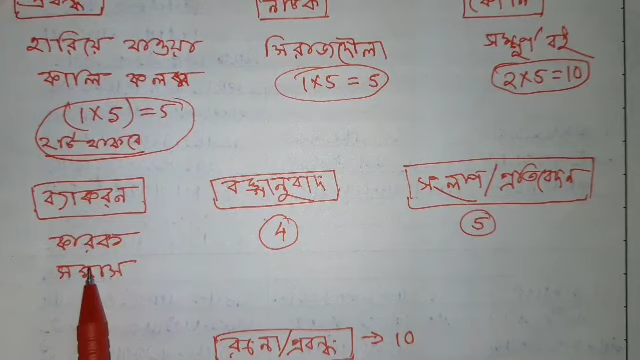 প্রবন্ধ
নাটক
কোনি
হারিয়ে যাওয়া
কালি কলম
(1×5)=5
২টি থাকবে
সিরাজদৌলা
1×5=5
সম্পূর্ণ বই
2×5=10
ব্যাকরন
কারক
সমাস
বঙ্গানুবাদ
4
সংলাপ/প্রতিবেদন
5
রচনা/প্রবন্ধ → 10